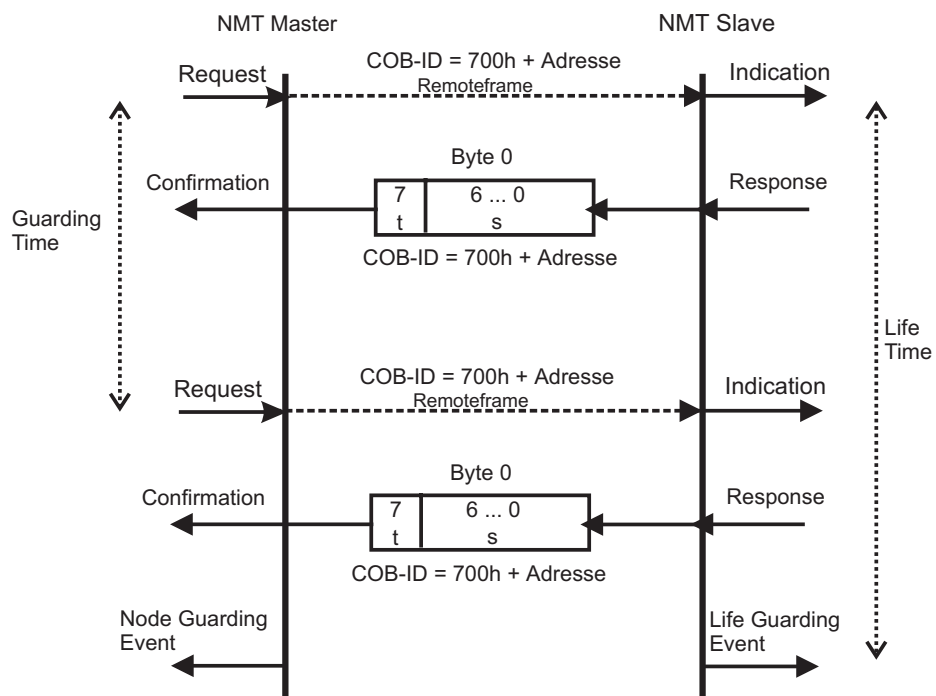 NMT Master
NMT Slave
COB-ID = 700h + Adresse
Request
Remoteframe
Indication
Byte 0
Confirmation
7
6 ... 0
Response
t
s
Guarding
Time
COB-ID = 700h + Adresse
Life
Time
COB-ID = 700h + Adresse
Request
Remoteframe
Indication
Byte 0
Confirmation
7
6 ... 0
Response
t
s
COB-ID = 700h + Adresse
Node Guarding
Event
Life Guarding
Event